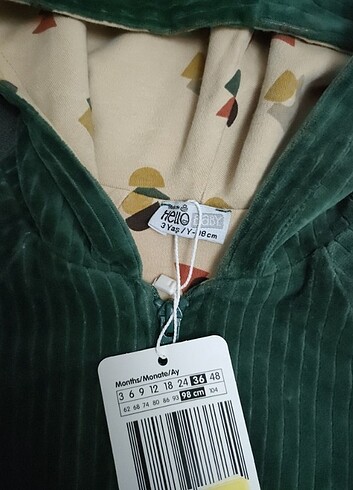 HELLO BABY
3 Yaş / Y-98 cm
Months/Monate/Ay
3 6 9 12 18 24 36 48
62 68 74 80 86 93 98 cm 104